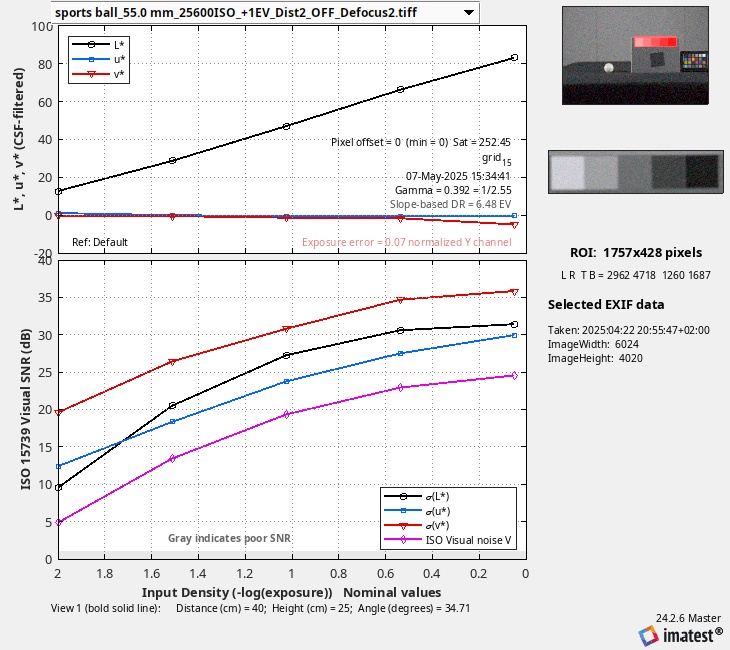 sports ball_55.0 mm_25600ISO_+1EV_Dist2_OFF_Defocus2.tiff
L*, u*, v* (CSF-filtered)
100
80
60
40
20
0
-20
L*
u*
v*
Pixel offset = 0 (min = 0) Sat = 252.45
grid15
07-May-2025 15:34:41
Gamma = 0.392 = 1/2.55
Slope-based DR = 6.48 EV
Ref: Default
Exposure error = 0.07 normalized Y channel
ISO 15739 Visual SNR (dB)
40
35
30
25
20
15
10
5
0
σ(L*)
σ(u*)
σ(v*)
ISO Visual noise V
Gray indicates poor SNR
2 1.8 1.6 1.4 1.2 1 0.8 0.6 0.4 0.2 0
Input Density (-log(exposure)) Nominal values
View 1 (bold solid line): Distance (cm) = 40; Height (cm) = 25; Angle (degrees) = 34.71
ROI: 1757x428 pixels
L R T B = 2962 4718 1260 1687
Selected EXIF data
Taken: 2025:04:22 20:55:47+02:00
ImageWidth: 6024
ImageHeight: 4020
24.2.6 Master
imatest®